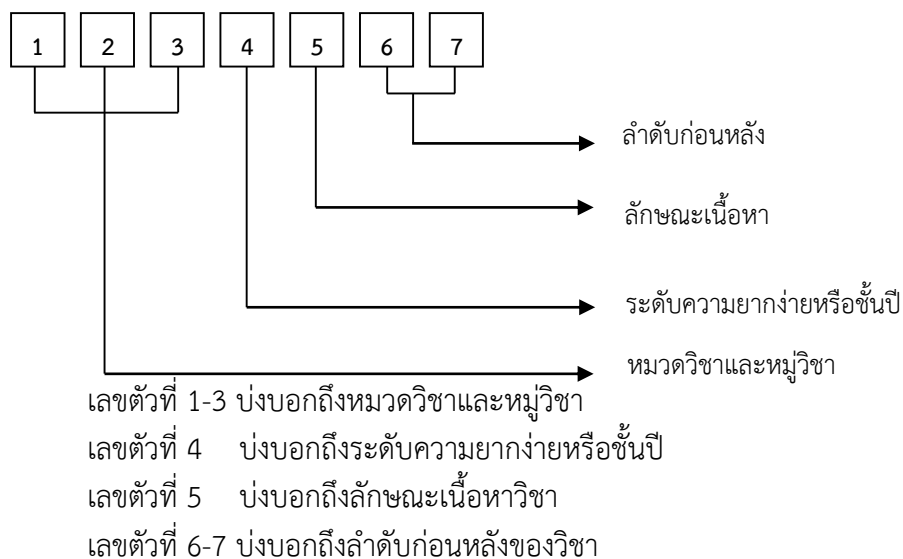 1 2 3 4 5 6 7
ลำดับก่อนหลัง
ลักษณะเนื้อหา
ระดับความยากง่ายหรือชั้นปี
หมวดวิชาและหมู่วิชา
เลขตัวที่ 1-3 บ่งบอกถึงหมวดวิชาและหมู่วิชา
เลขตัวที่ 4 บ่งบอกถึงระดับความยากง่ายหรือชั้นปี
เลขตัวที่ 5 บ่งบอกถึงลักษณะเนื้อหาวิชา
เลขตัวที่ 6-7 บ่งบอกถึงลำดับก่อนหลังของวิชา